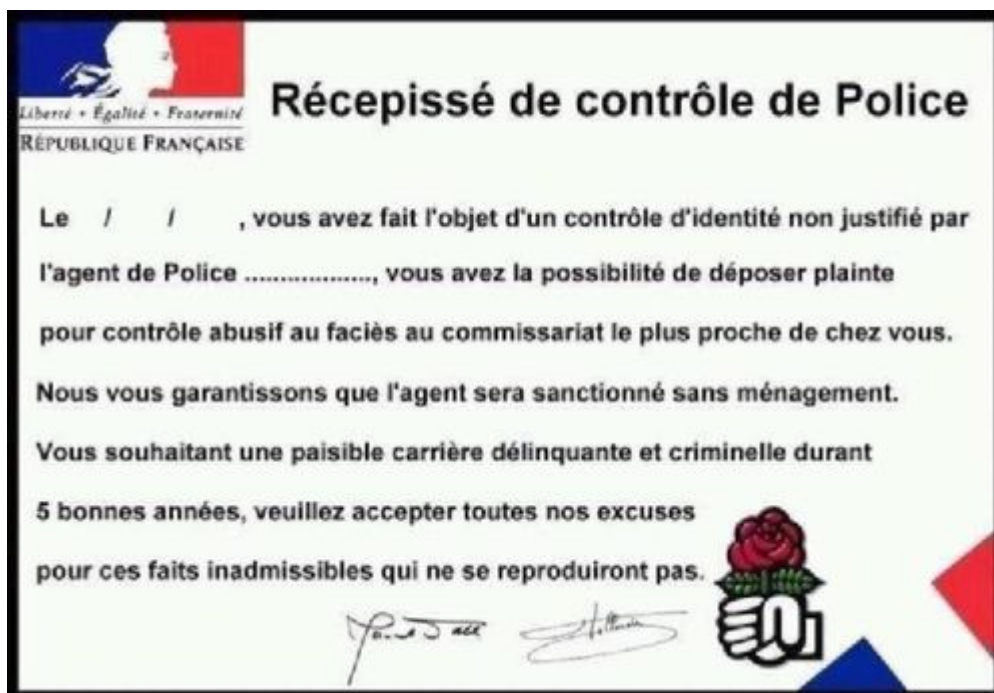 Récepissé de contrôle de Police
Liberté • Égalité • Fraternité
RÉPUBLIQUE FRANÇAISE
Le / / , vous avez fait l'objet d'un contrôle d'identité non justifié par
l'agent de Police .................., vous avez la possibilité de déposer plainte
pour contrôle abusif au faciès au commissariat le plus proche de chez vous.
Nous vous garantissons que l'agent sera sanctionné sans ménagement.
Vous souhaitant une paisible carrière délinquante et criminelle durant
5 bonnes années, veuillez accepter toutes nos excuses
pour ces faits inadmissibles qui ne se reproduiront pas.